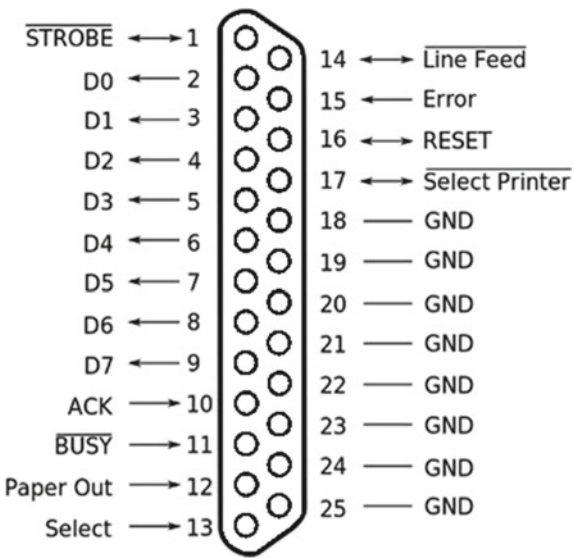 STROBE 1
D0 2
D1 3
D2 4
D3 5
D4 6
D5 7
D6 8
D7 9
ACK 10
BUSY 11
Paper Out 12
Select 13
14 Line Feed
15 Error
16 RESET
17 Select Printer
18 GND
19 GND
20 GND
21 GND
22 GND
23 GND
24 GND
25 GND